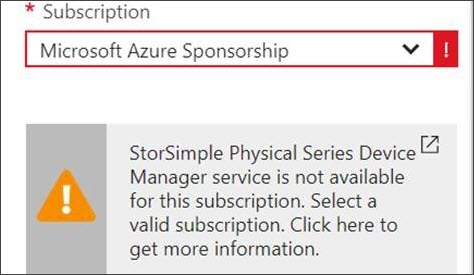 * Subscription
Microsoft Azure Sponsorship
!
StorSimple Physical Series Device
Manager service is not available
for this subscription. Select a
valid subscription. Click here to
get more information.